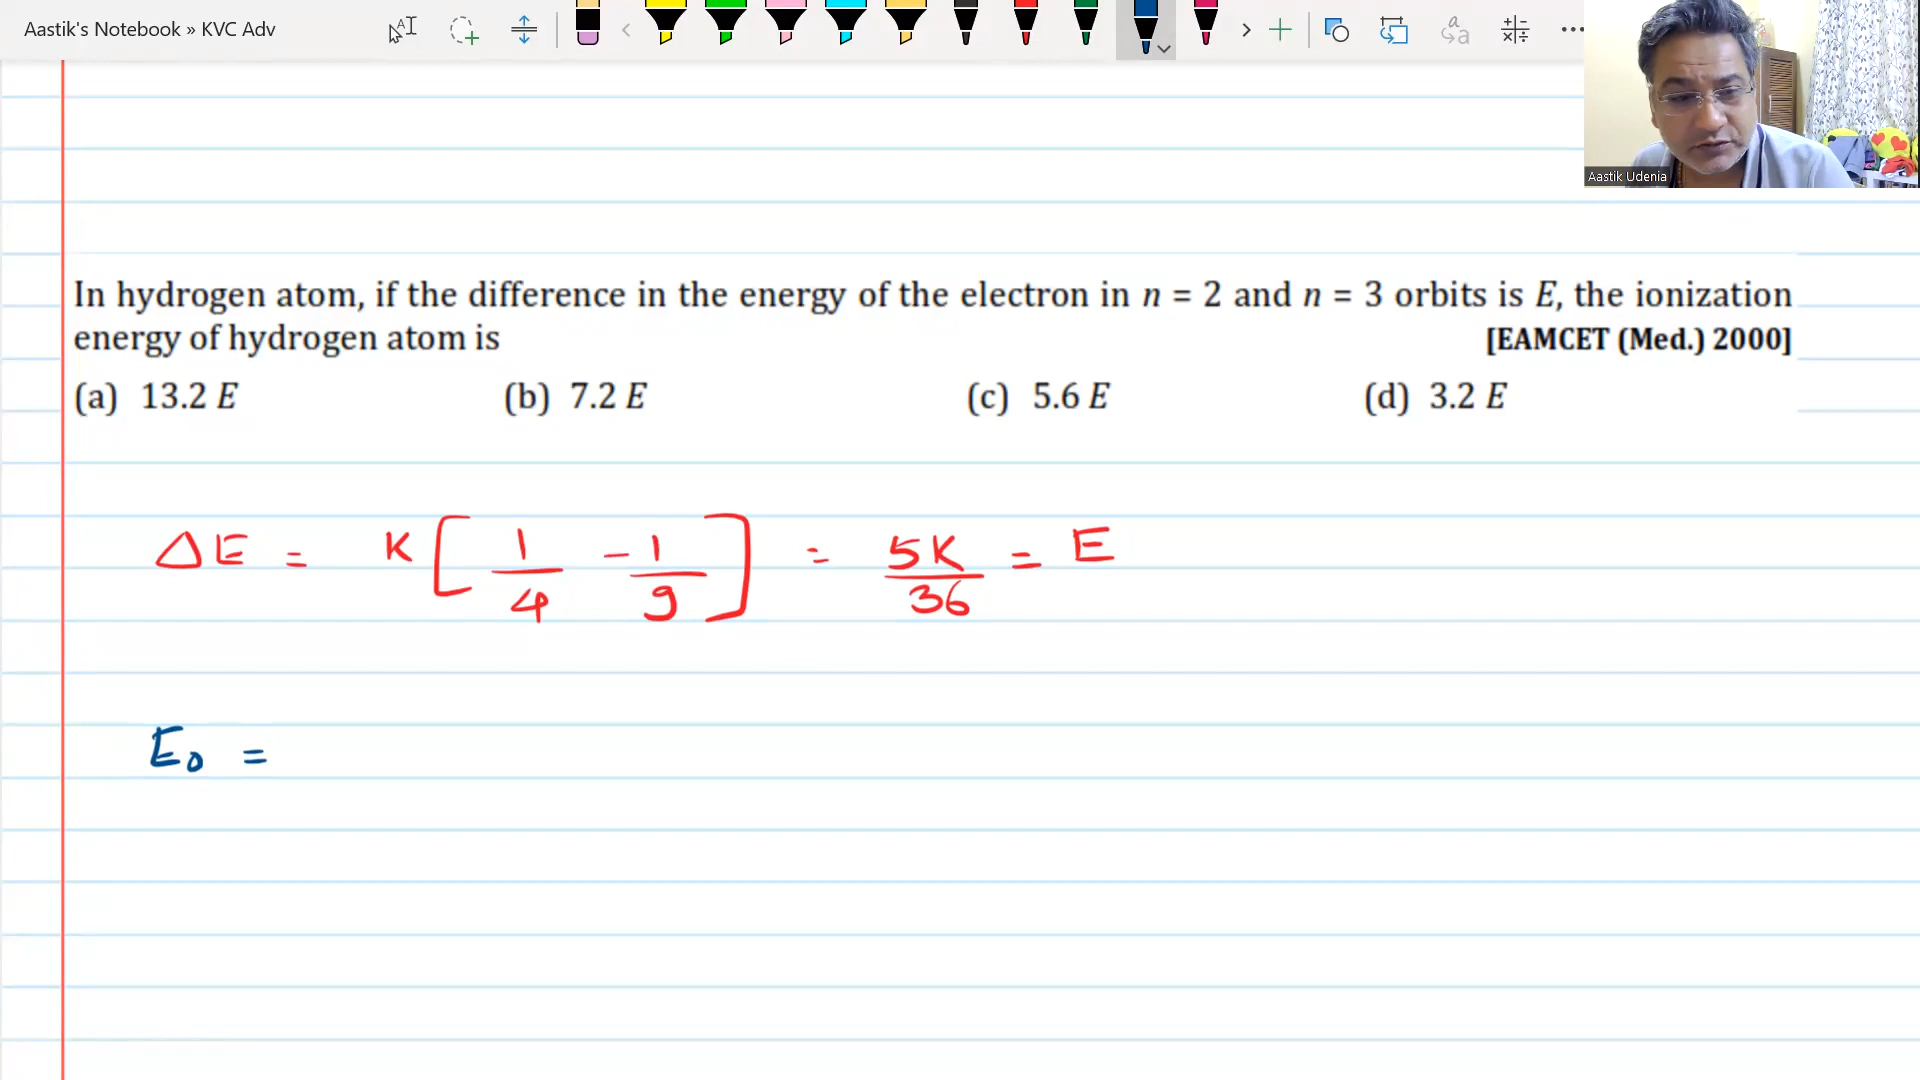 Aastik's Notebook » KVC Adv
Aastik Udenia
In hydrogen atom, if the difference in the energy of the electron in n = 2 and n = 3 orbits is E, the ionization
energy of hydrogen atom is [EAMCET (Med.) 2000]
(a) 13.2 E (b) 7.2 E (c) 5.6 E (d) 3.2 E
ΔE = K[1/4 - 1/9] = 5K/36 = E
E₀ =